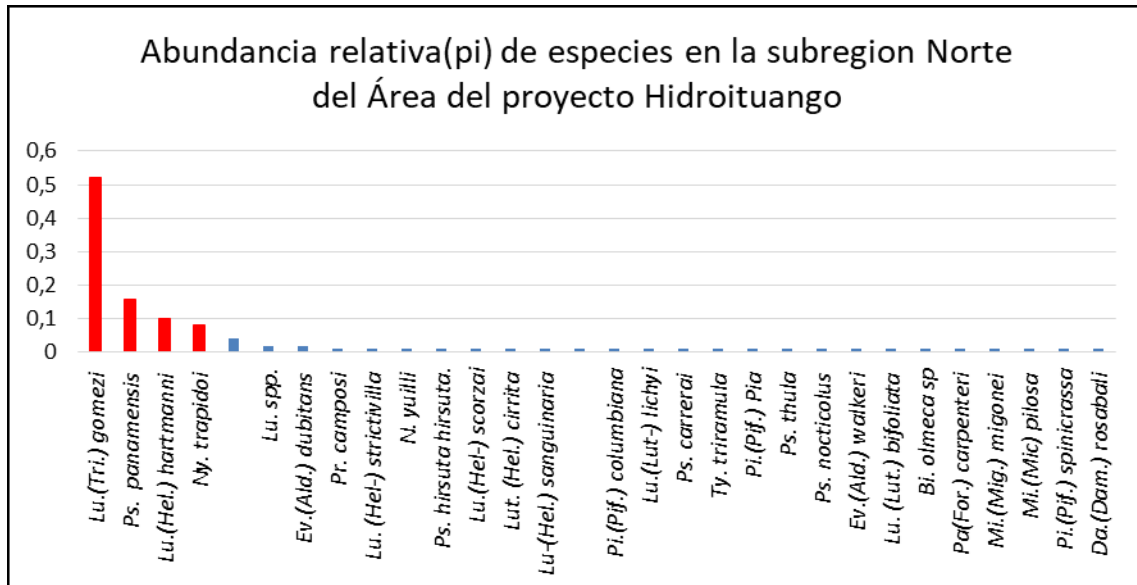 Abundancia relativa(pi) de especies en la subregion Norte
del Área del proyecto Hidroituango
0,6
0,5
0,4
0,3
0,2
0,1
0
Lu.(Tri.) gomezi
Ps. panamensis
Lu.(Hel.) hartmanni
Ny. trapidoi
Lu. spp.
Ev.(Ald.) dubitans
Pr. camposi
Lu. (Hel-) strictivilla
N. yuilli
Ps. hirsuta hirsuta.
Lu.(Hel-) scorzai
Lut. (Hel.) cirrita
Lu-(Hel.) sanguinaria
Pi.(Pif.) columbiana
Lu.(Lut-) lichyi
Ps. carrerai
Ty. triramula
Pi.(Pif.) Pia
Ps. thula
Ps. nocticolus
Ev.(Ald.) walkeri
Lu. (Lut.) bifoliata
Bi. olmeca sp
Pa(For.) carpenteri
Mi.(Mig.) migonei
Mi.(Mic) pilosa
Pi.(Pif.) spinicrassa
Da.(Dam.) rosabali